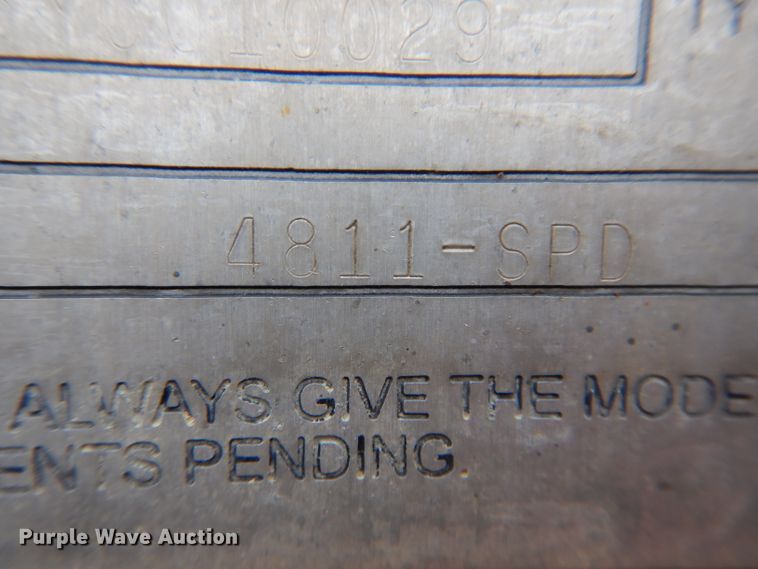 4811-SPD
ALWAYS GIVE THE MODE
ENTS PENDING.
Purple Wave Auction